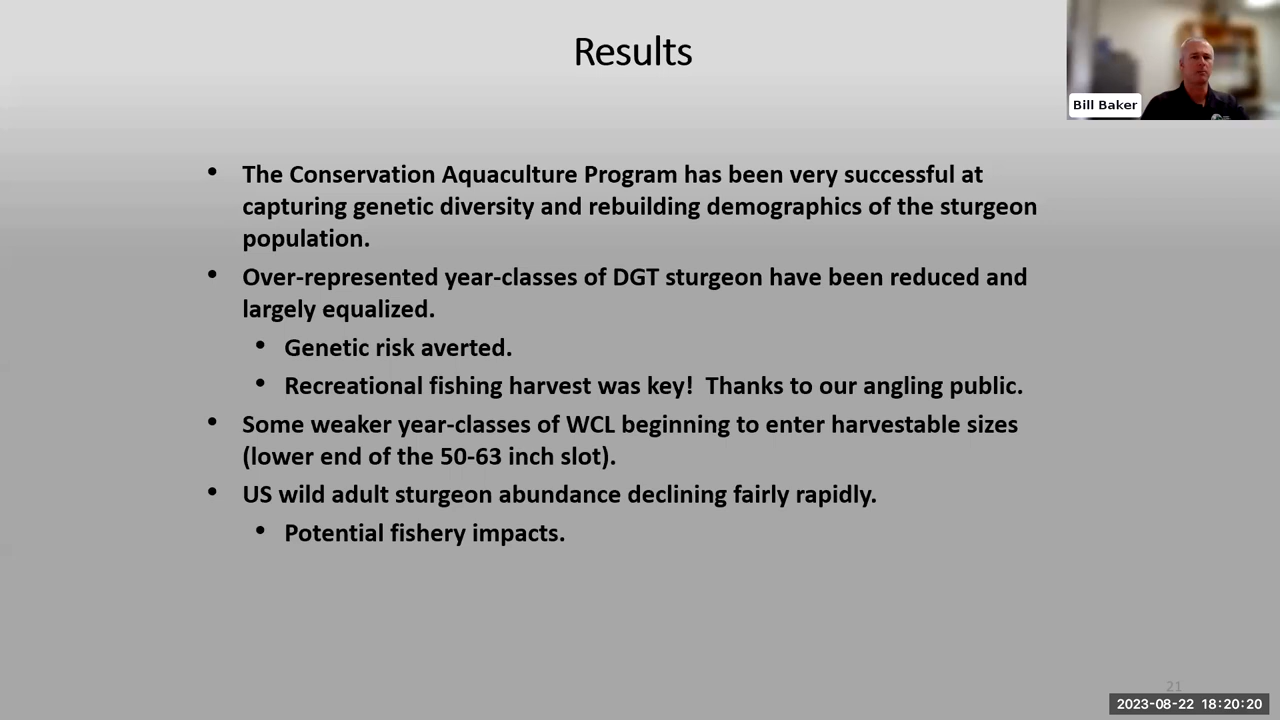 Results
Bill Baker
• The Conservation Aquaculture Program has been very successful at
capturing genetic diversity and rebuilding demographics of the sturgeon
population.
• Over-represented year-classes of DGT sturgeon have been reduced and
largely equalized.
• Genetic risk averted.
• Recreational fishing harvest was key!  Thanks to our angling public.
• Some weaker year-classes of WCL beginning to enter harvestable sizes
(lower end of the 50-63 inch slot).
• US wild adult sturgeon abundance declining fairly rapidly.
• Potential fishery impacts.
21
2023-08-22 18:20:20